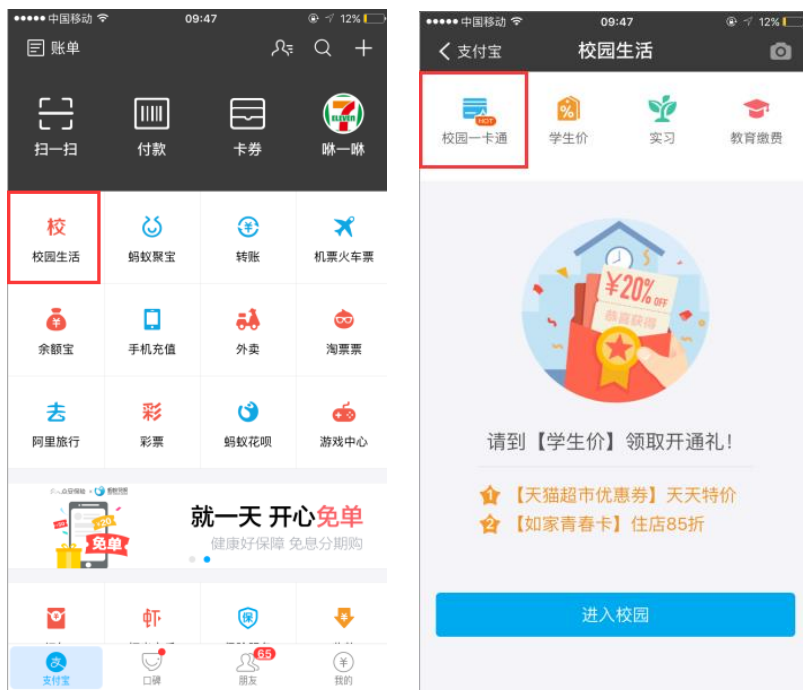 中国移动 09:47 12%
账单
扫一扫 付款 卡券 咻一咻
ELEVEN
校
校园生活 蚂蚁聚宝 转账 机票火车票
余额宝 手机充值 外卖 淘票票
去 彩
阿里旅行 彩票 蚂蚁花呗 游戏中心
就一天 开心免单
健康好保障 免息分期购
免单
虾 保
65
支付宝 口碑 朋友 我的
中国移动 09:47 12%
支付宝 校园生活
HOT
校园一卡通 学生价 实习 教育缴费
¥20% OFF
恭喜获得
请到【学生价】领取开通礼!
1 【天猫超市优惠券】天天特价
2 【如家青春卡】住店85折
进入校园